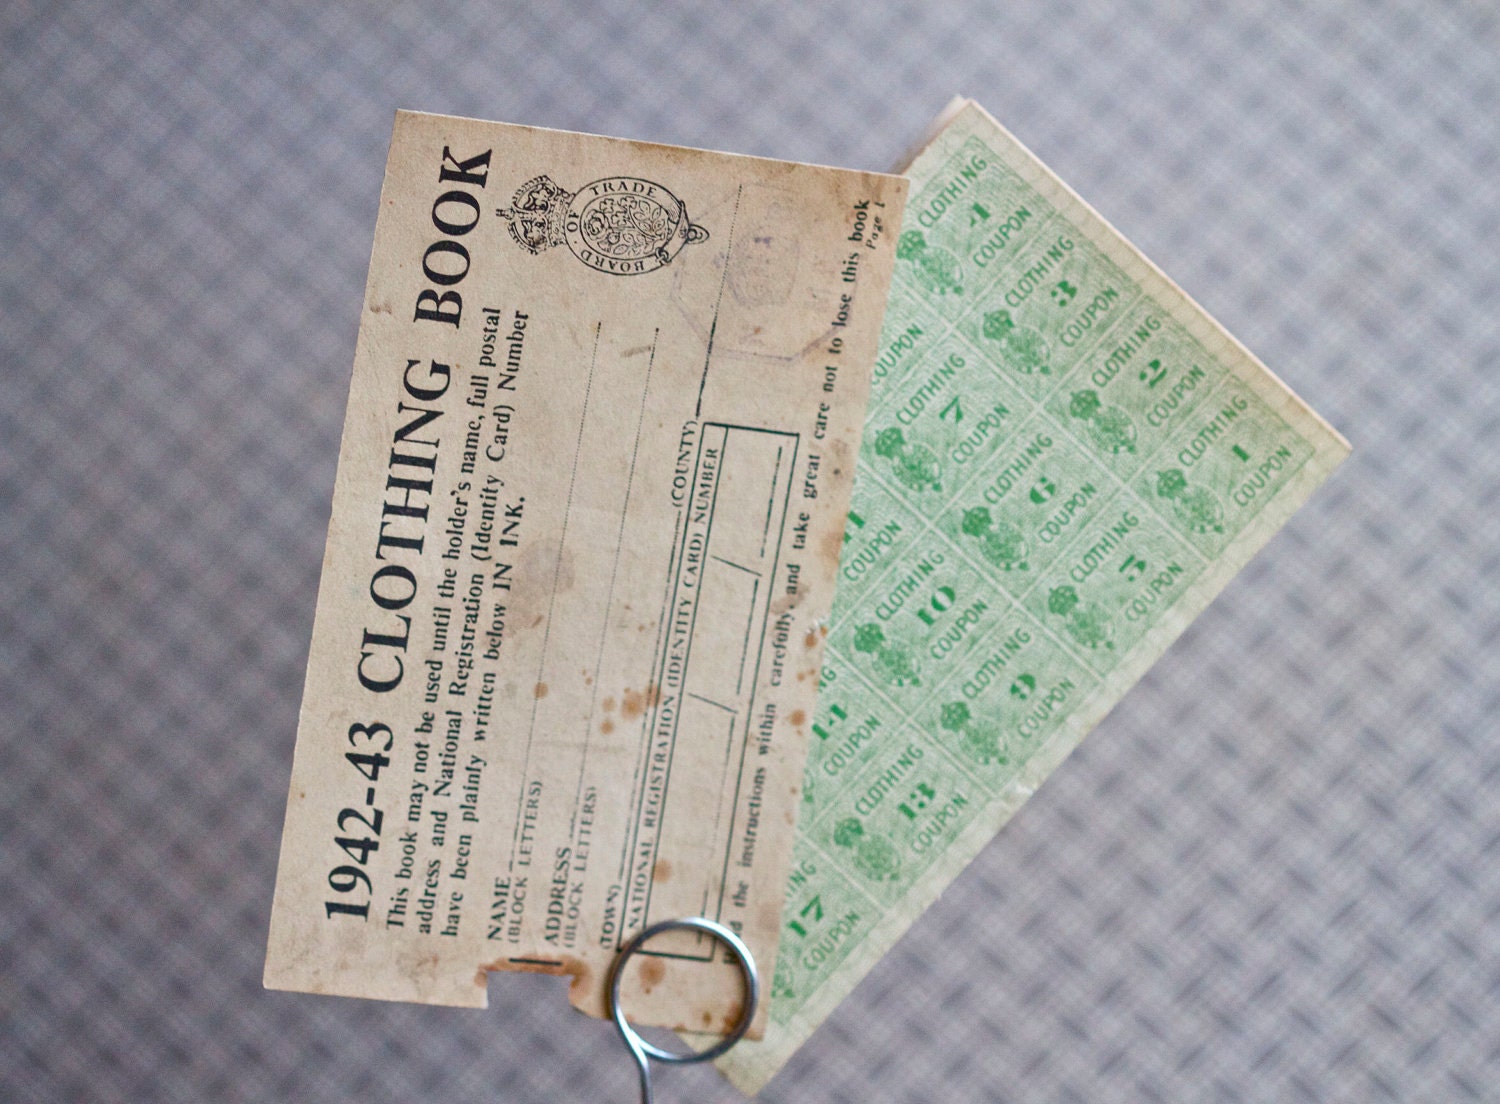 1942-43 CLOTHING BOOK
This book may not be used until the holder's name, full postal
address and National Registration (Identity Card) Number
have been plainly written below IN INK.
BOARD OF TRADE
NAME
(BLOCK LETTERS)
ADDRESS
(BLOCK LETTERS)
(TOWN) (COUNTY)
NATIONAL REGISTRATION (IDENTITY CARD) NUMBER
the instructions within carefully, and take great care not to lose this book
Page 1
CLOTHING
4
COUPON
CLOTHING
3
COUPON
CLOTHING
2
COUPON
CLOTHING
1
COUPON
COUPON
CLOTHING
7
COUPON
CLOTHING
6
COUPON
CLOTHING
5
COUPON
COUPON
CLOTHING
10
COUPON
CLOTHING
9
COUPON
14
COUPON
CLOTHING
13
COUPON
17
COUPON